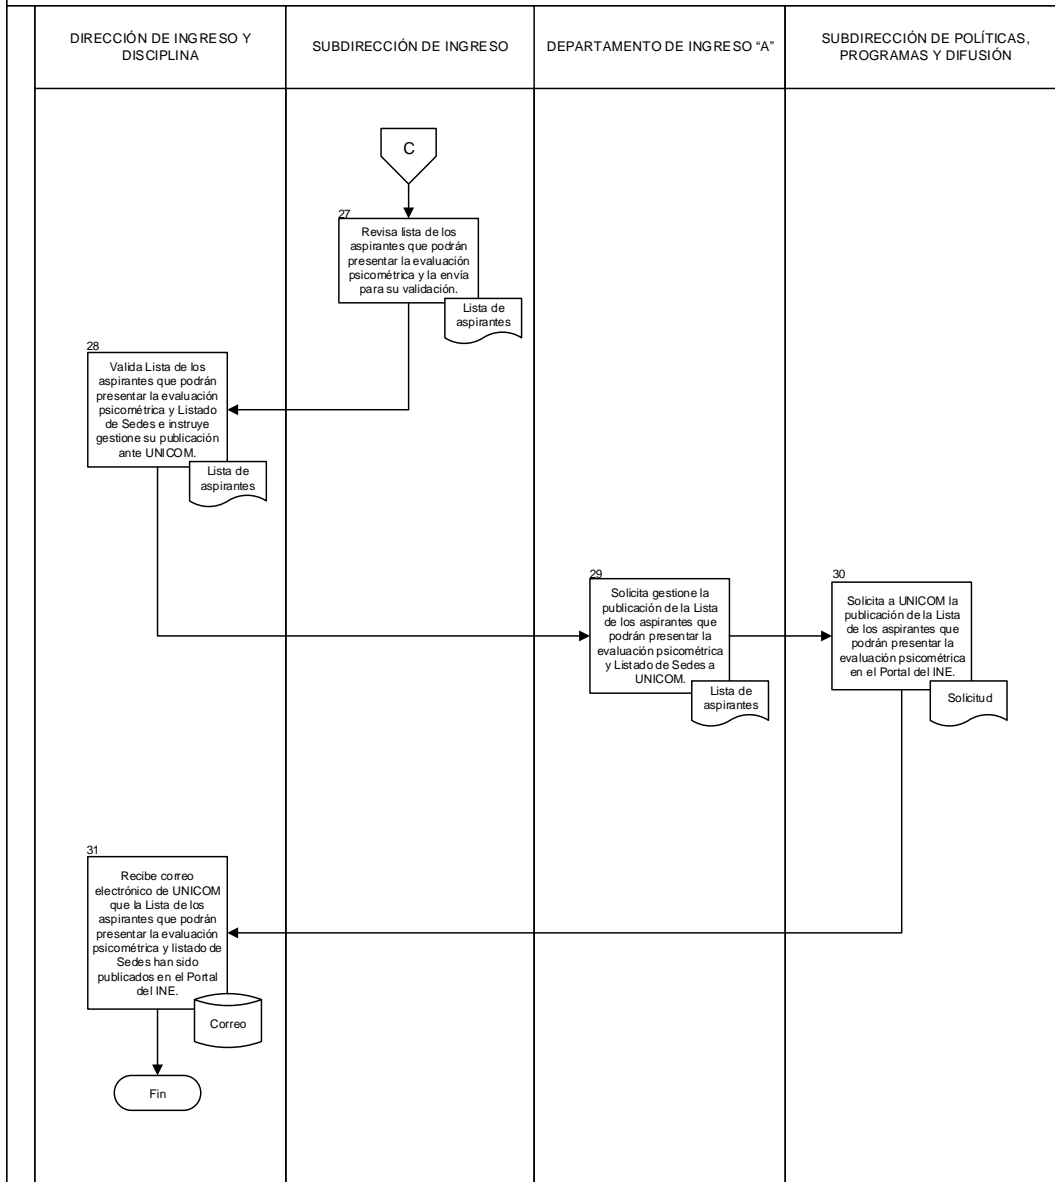 DIRECCIÓN DE INGRESO Y
DISCIPLINA
SUBDIRECCIÓN DE INGRESO
DEPARTAMENTO DE INGRESO “A”
SUBDIRECCIÓN DE POLÍTICAS,
PROGRAMAS Y DIFUSIÓN
C
27
Revisa lista de los
aspirantes que podrán
presentar la evaluación
psicométrica y la envía
para su validación.
Lista de
aspirantes
28
Valida Lista de los
aspirantes que podrán
presentar la evaluación
psicométrica y Listado
de Sedes e instruye
gestione su publicación
ante UNICOM.
Lista de
aspirantes
29
Solicita gestione la
publicación de la Lista
de los aspirantes que
podrán presentar la
evaluación psicométrica
y Listado de Sedes a
UNICOM.
Lista de
aspirantes
30
Solicita a UNICOM la
publicación de la Lista
de los aspirantes que
podrán presentar la
evaluación psicométrica
en el Portal del INE.
Solicitud
31
Recibe correo
electrónico de UNICOM
que la Lista de los
aspirantes que podrán
presentar la evaluación
psicométrica y listado de
Sedes han sido
publicados en el Portal
del INE.
Correo
Fin